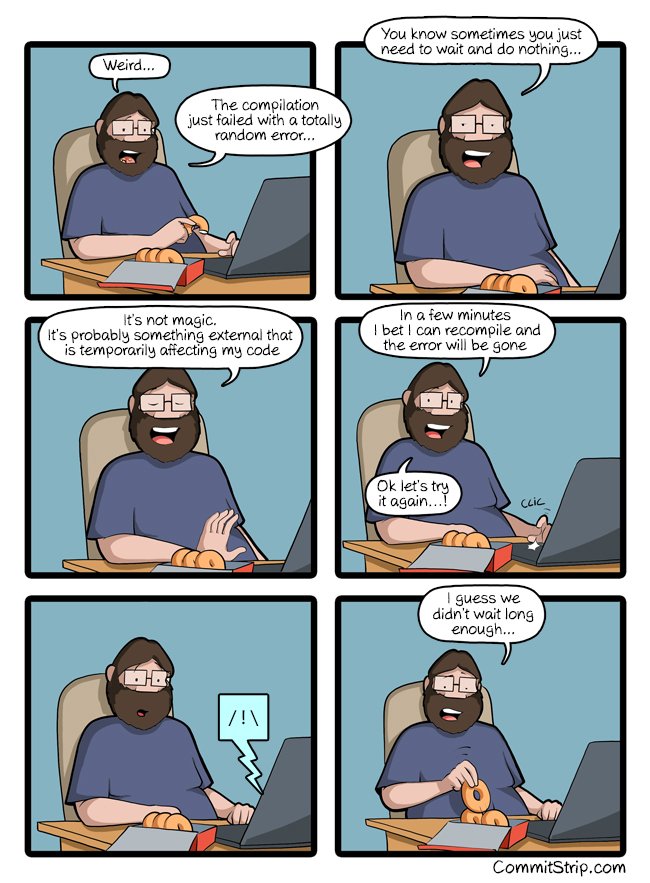 Weird...
The compilation
just failed with a totally
random error...
You know sometimes you just
need to wait and do nothing...
It's not magic.
It's probably something external that
is temporarily affecting my code
In a few minutes
I bet I can recompile and
the error will be gone
Ok let's try
it again...!
CLIC
/!\
I guess we
didn't wait long
enough...
CommitStrip.com